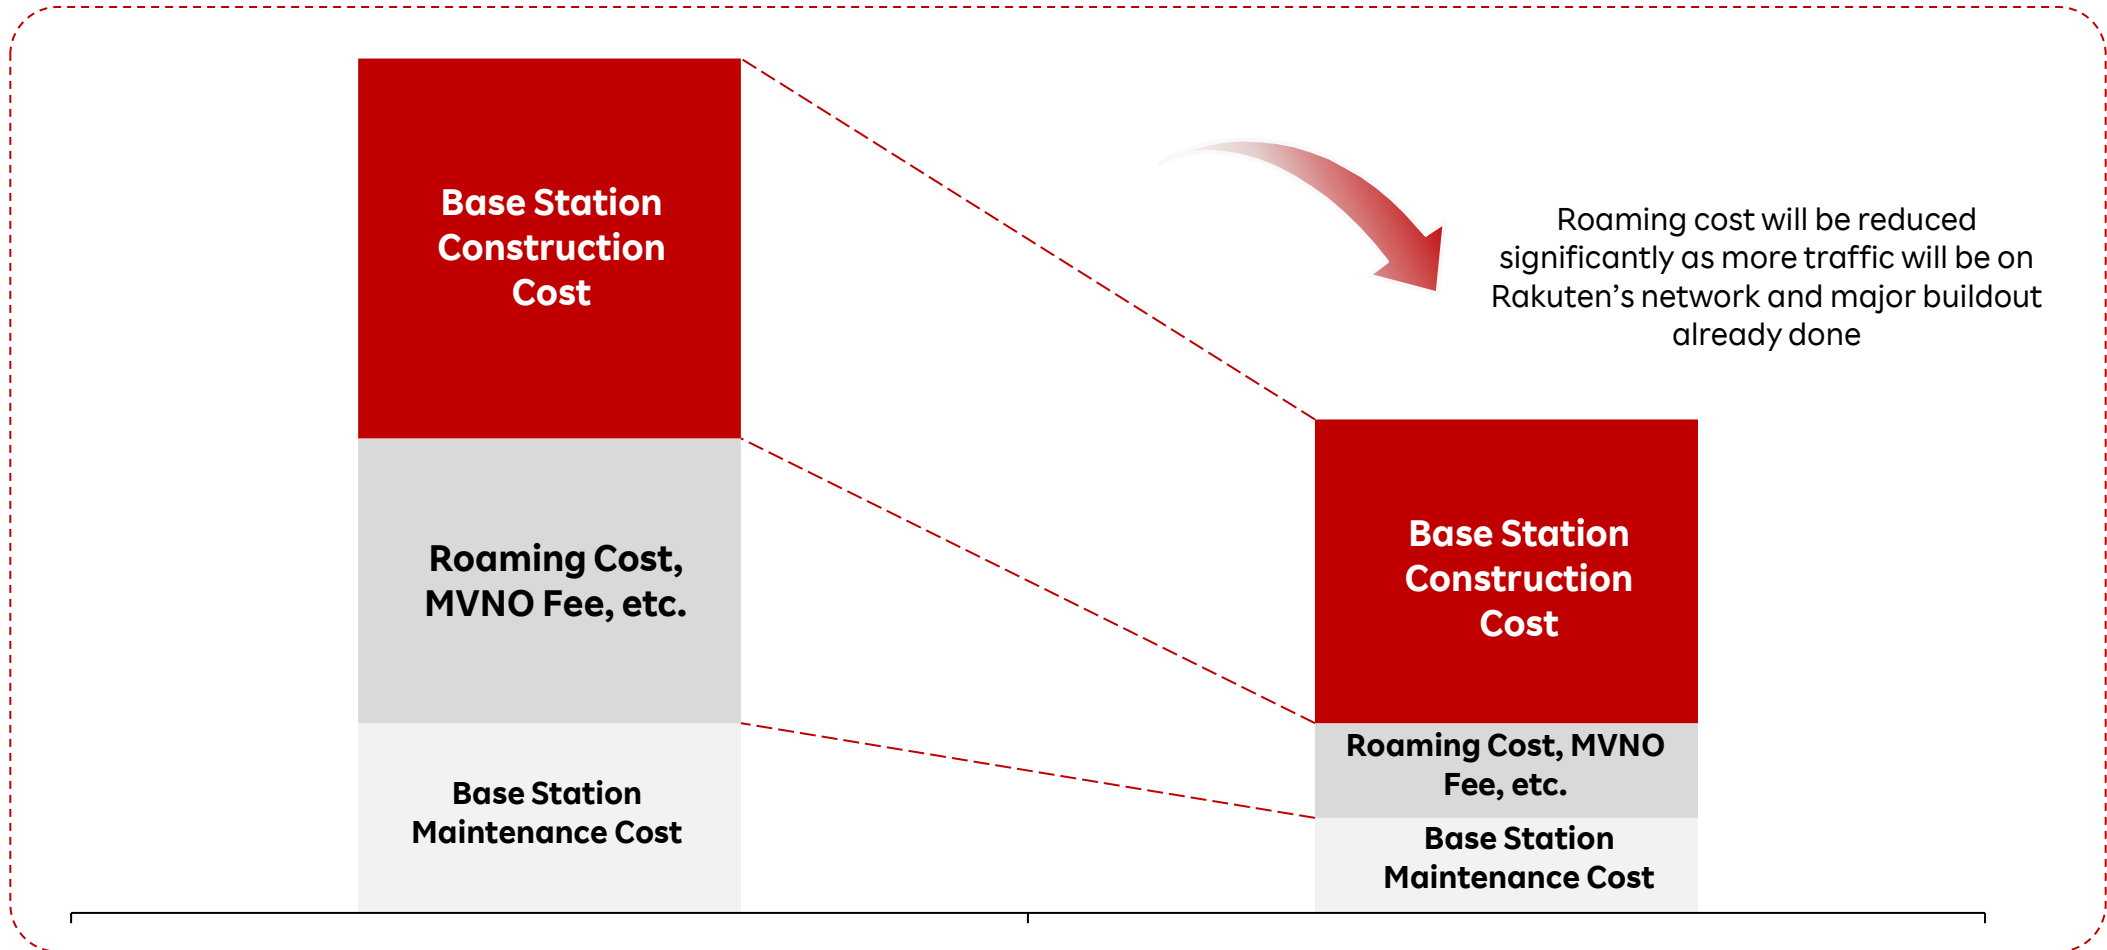 Base Station
Construction
Cost
Roaming Cost,
MVNO Fee, etc.
Base Station
Maintenance Cost
Roaming cost will be reduced
significantly as more traffic will be on
Rakuten’s network and major buildout
already done
Base Station
Construction
Cost
Roaming Cost, MVNO
Fee, etc.
Base Station
Maintenance Cost